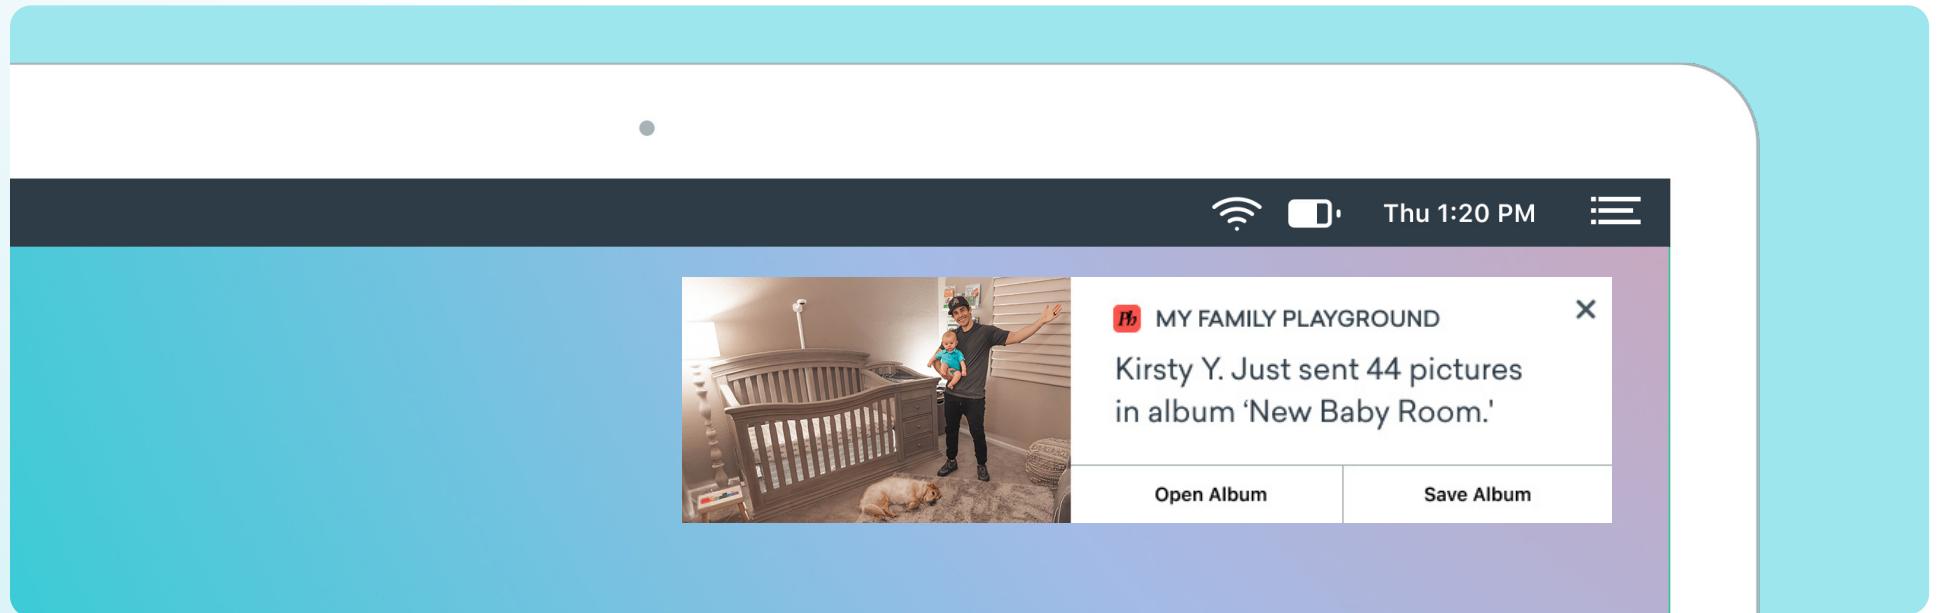 Thu 1:20 PM
Pb MY FAMILY PLAYGROUND
Kirsty Y. Just sent 44 pictures
in album ‘New Baby Room.'
Open Album
Save Album